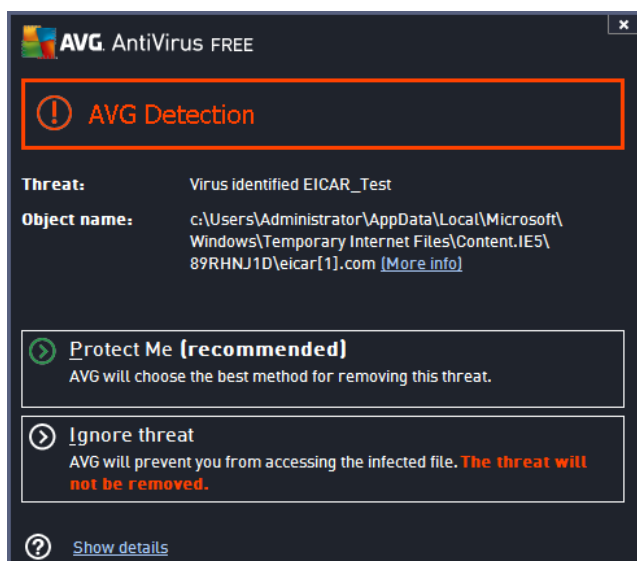 AVG. AntiVirus FREE
AVG Detection
Threat: Virus identified EICAR_Test
Object name: c:\Users\Administrator\AppData\Local\Microsoft\
Windows\Temporary Internet Files\Content.IE5\
89RHNJ1D\eicar[1].com (More info)
Protect Me (recommended)
AVG will choose the best method for removing this threat.
Ignore threat
AVG will prevent you from accessing the infected file. The threat will
not be removed.
Show details